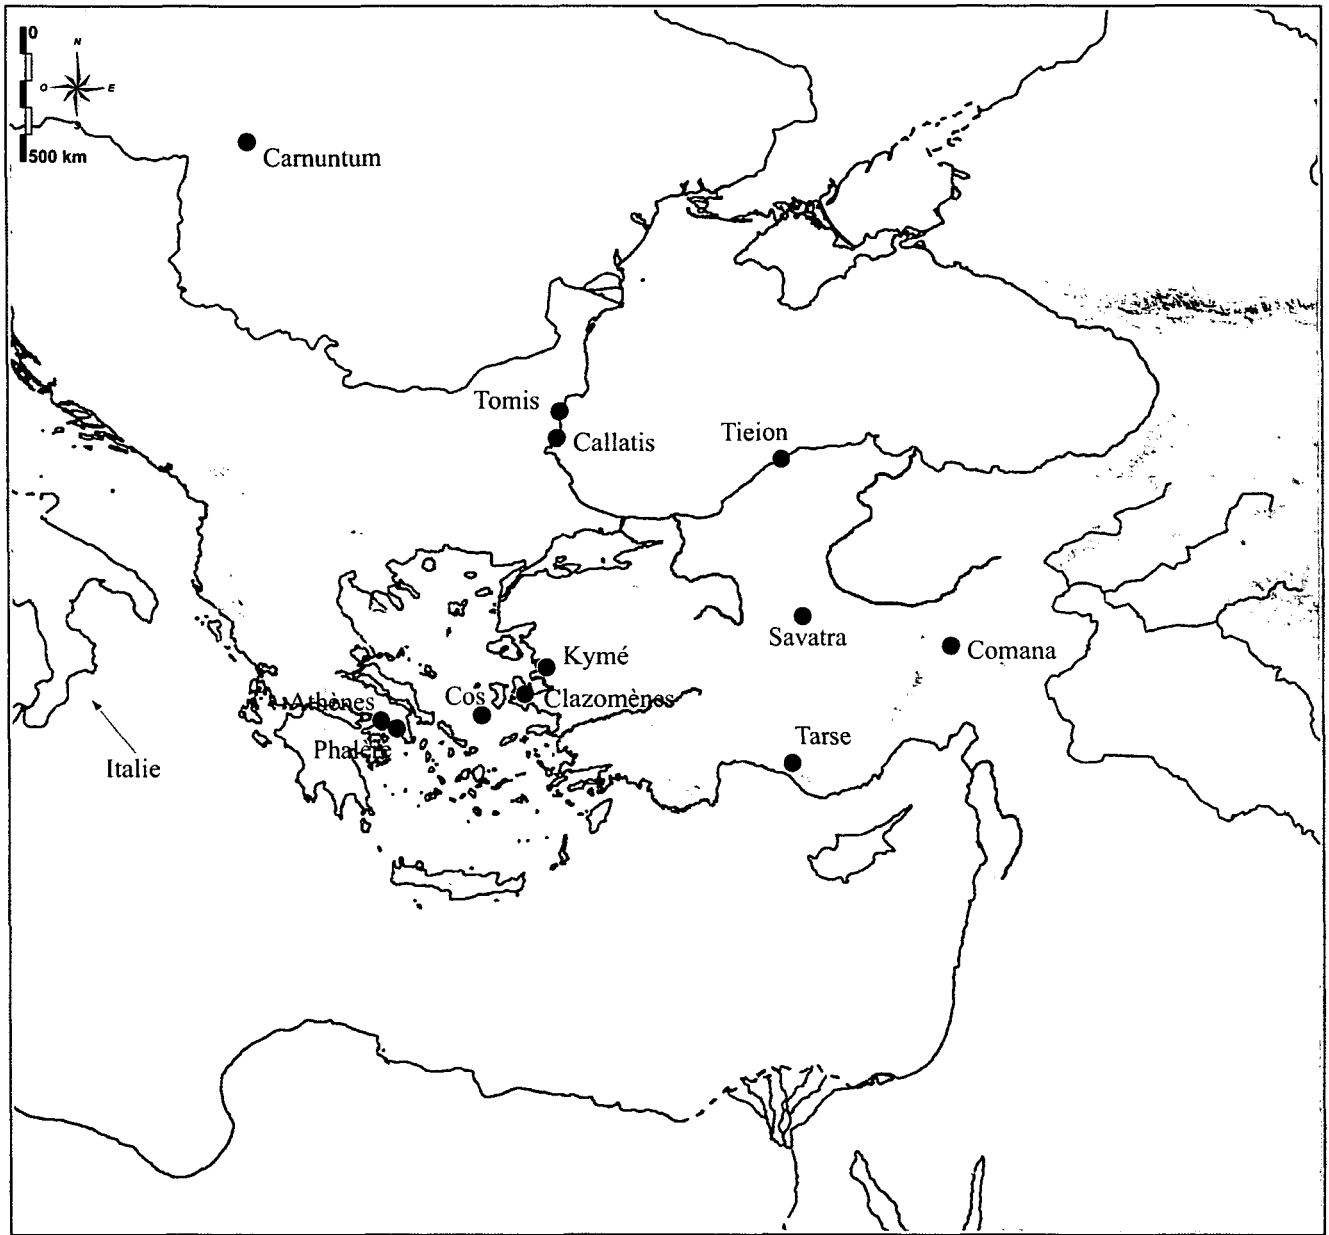 0
N
O
E
S
500 km
Carnuntum
Tomis
Callatis
Tieion
Savatra
Comana
Kymé
Clazomènes
Cos
Athènes
Phalère
Tarse
Italie